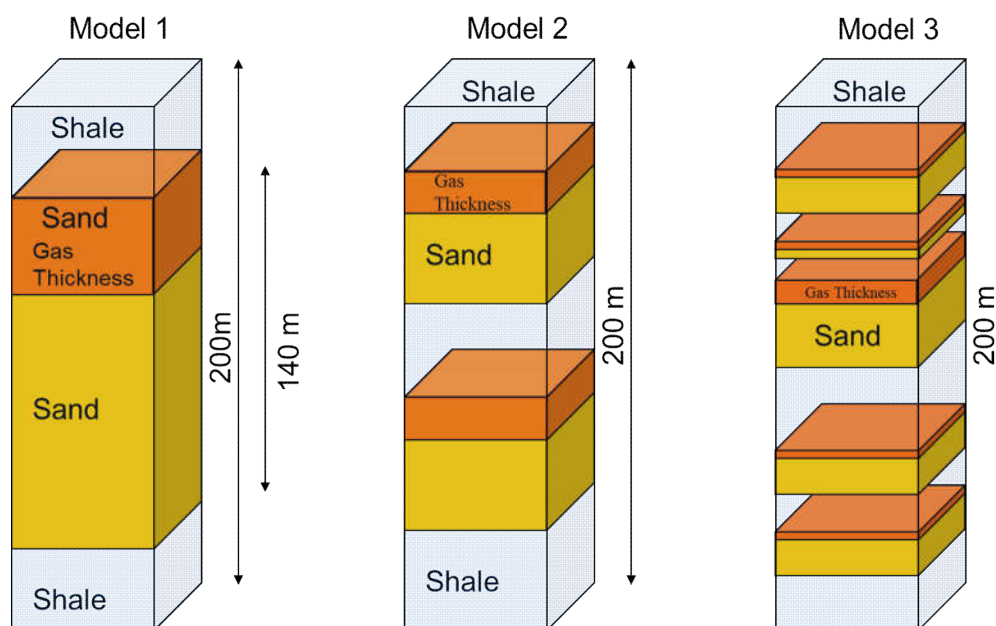 Model 1
Shale
Sand
Gas
Thickness
Sand
Shale
200m
140 m
Model 2
Shale
Gas
Thickness
Sand
Shale
200 m
Model 3
Shale
Gas Thickness
Sand
200 m